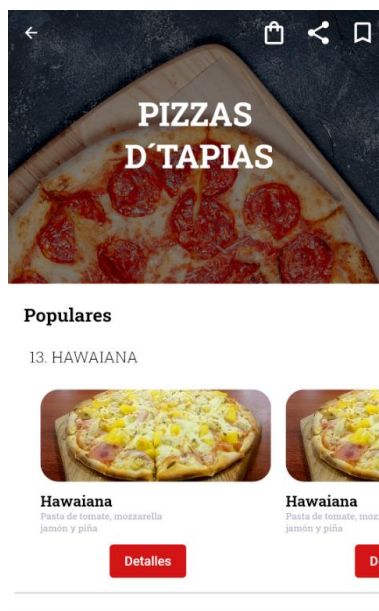 PIZZAS
D´TAPIAS
Populares
13. HAWAIANA
Hawaiana
Pasta de tomate, mozzarella
jamón y piña
Detalles
Hawaiana
Pasta de tomate,
jamón y piña